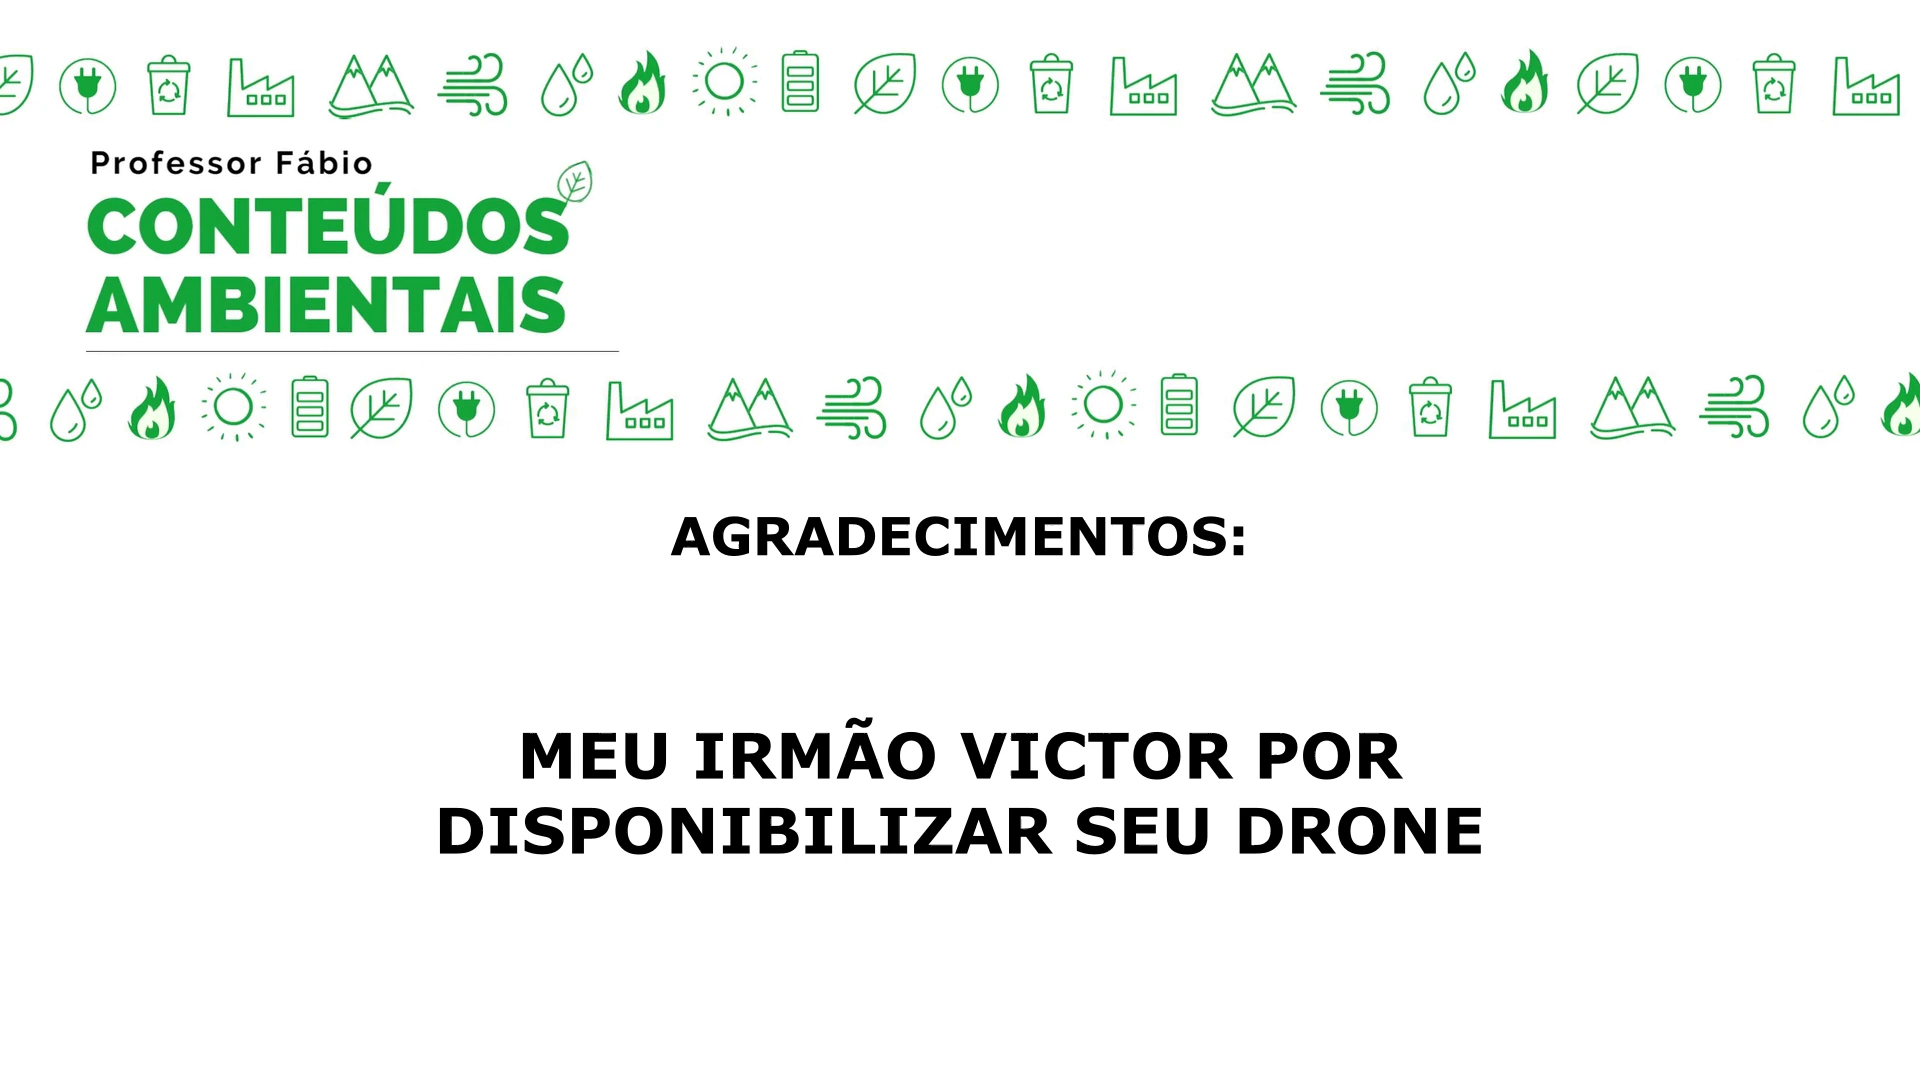 Professor Fábio
CONTEÚDOS
AMBIENTAIS
AGRADECIMENTOS:
MEU IRMÃO VICTOR POR
DISPONIBILIZAR SEU DRONE